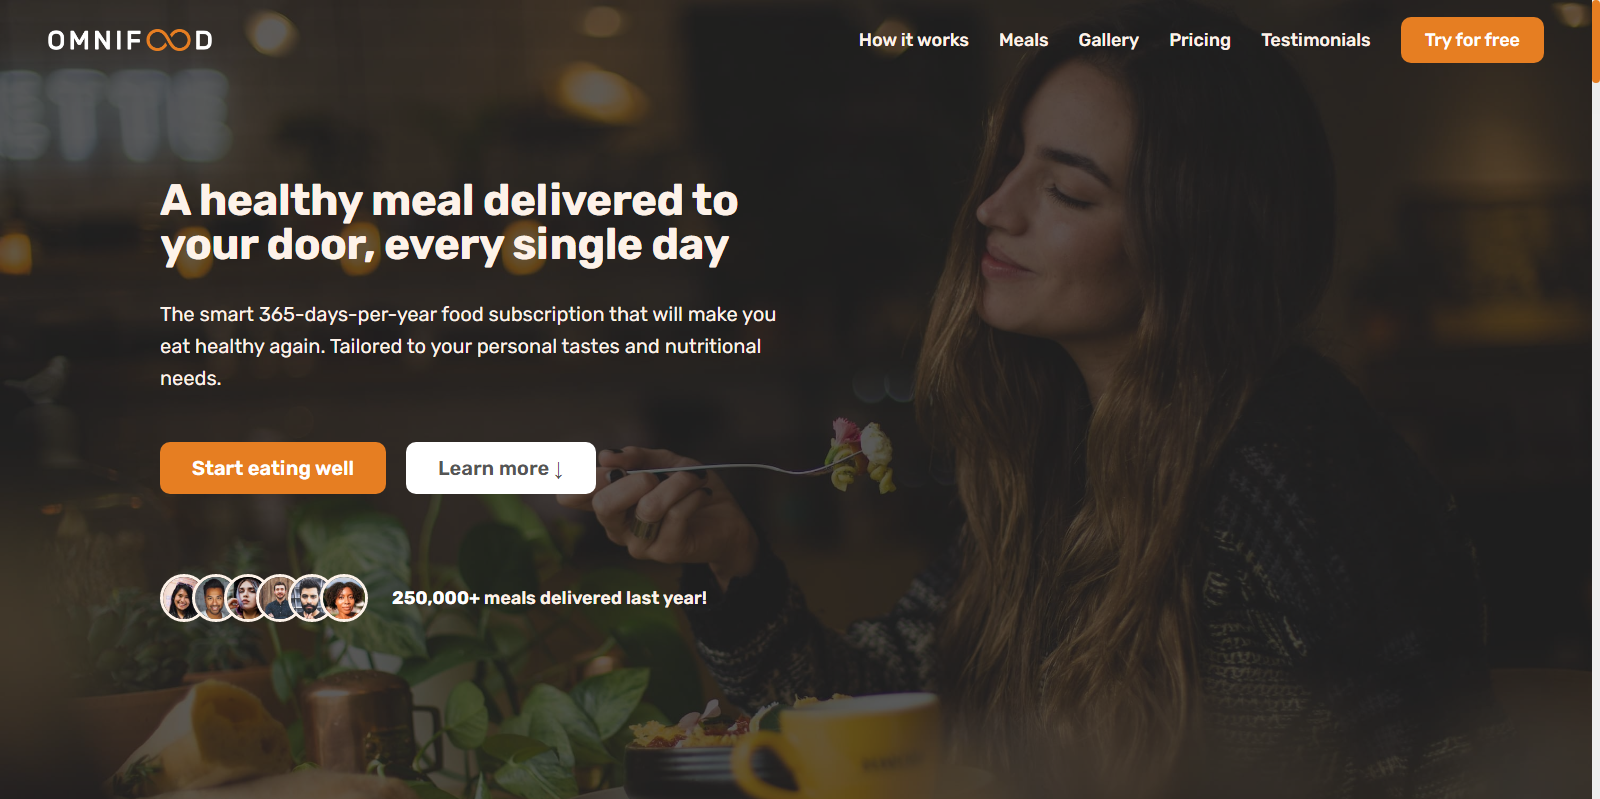 OMNIFOOD
How it works
Meals
Gallery
Pricing
Testimonials
Try for free
ETTE
A healthy meal delivered to
your door, every single day
The smart 365-days-per-year food subscription that will make you
eat healthy again. Tailored to your personal tastes and nutritional
needs.
Start eating well
Learn more ↓
250,000+ meals delivered last year!